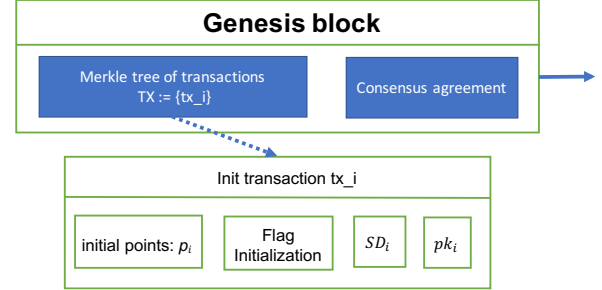 Genesis block
Merkle tree of transactions
TX := {tx_i}
Consensus agreement
Init transaction tx_i
initial points: pᵢ
Flag
Initialization
SDᵢ
pkᵢ